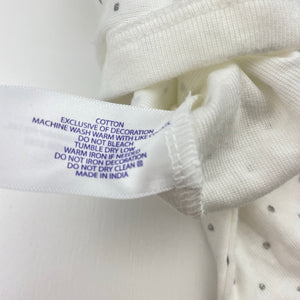 COTTON
EXCLUSIVE OF DECORATION
MACHINE WASH WARM WITH LIKE
DO NOT BLEACH
TUMBLE DRY LOW
WARM IRON IF NEEDED
DO NOT IRON DECORATION
DO NOT DRY CLEAN
MADE IN INDIA